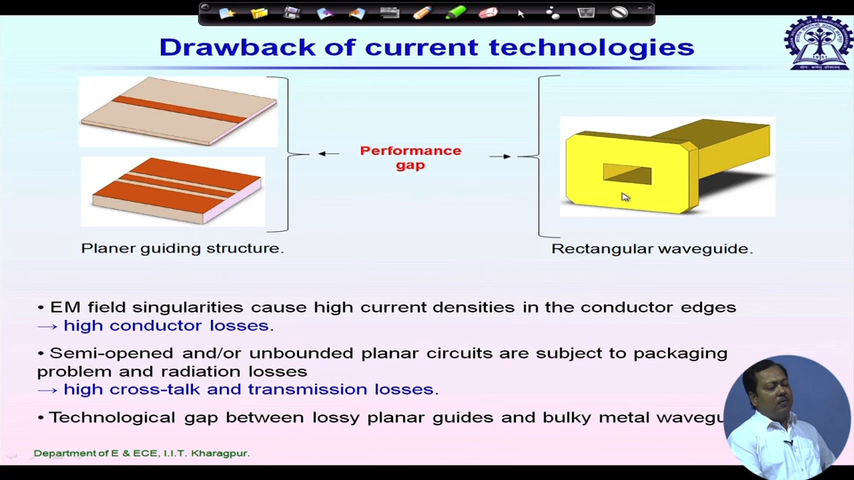 Drawback of current technologies
Performance
gap
Planer guiding structure.
Rectangular waveguide.
• EM field singularities cause high current densities in the conductor edges
→ high conductor losses.
• Semi-opened and/or unbounded planar circuits are subject to packaging
problem and radiation losses
→ high cross-talk and transmission losses.
• Technological gap between lossy planar guides and bulky metal
Department of E & ECE, I.I.T. Kharagpur.